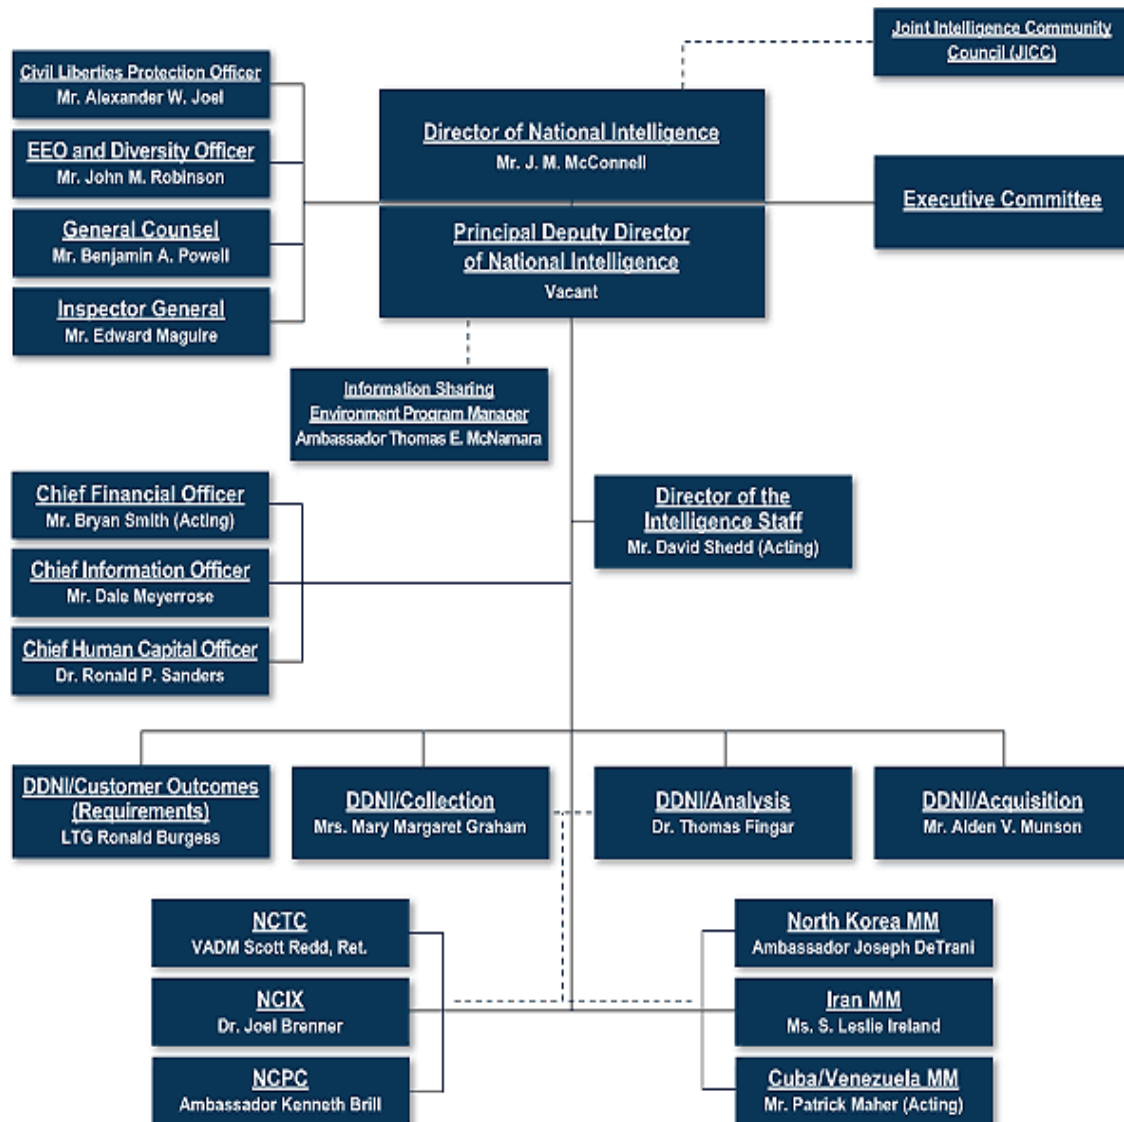 Joint Intelligence Community
Council (JICC)
Civil Liberties Protection Officer
Mr. Alexander W. Joel
EEO and Diversity Officer
Mr. John M. Robinson
General Counsel
Mr. Benjamin A. Powell
Inspector General
Mr. Edward Maguire
Director of National Intelligence
Mr. J. M. McConnell
Principal Deputy Director
of National Intelligence
Vacant
Executive Committee
Information Sharing
Environment Program Manager
Ambassador Thomas E. McNamara
Chief Financial Officer
Mr. Bryan Smith (Acting)
Chief Information Officer
Mr. Dale Meyerrose
Chief Human Capital Officer
Dr. Ronald P. Sanders
Director of the
Intelligence Staff
Mr. David Shedd (Acting)
DDNI/Customer Outcomes
(Requirements)
LTG Ronald Burgess
DDNI/Collection
Mrs. Mary Margaret Graham
DDNI/Analysis
Dr. Thomas Fingar
DDNI/Acquisition
Mr. Alden V. Munson
NCTC
VADM Scott Redd, Ret.
NCIX
Dr. Joel Brenner
NCPC
Ambassador Kenneth Brill
North Korea MM
Ambassador Joseph DeTrani
Iran MM
Ms. S. Leslie Ireland
Cuba/Venezuela MM
Mr. Patrick Maher (Acting)